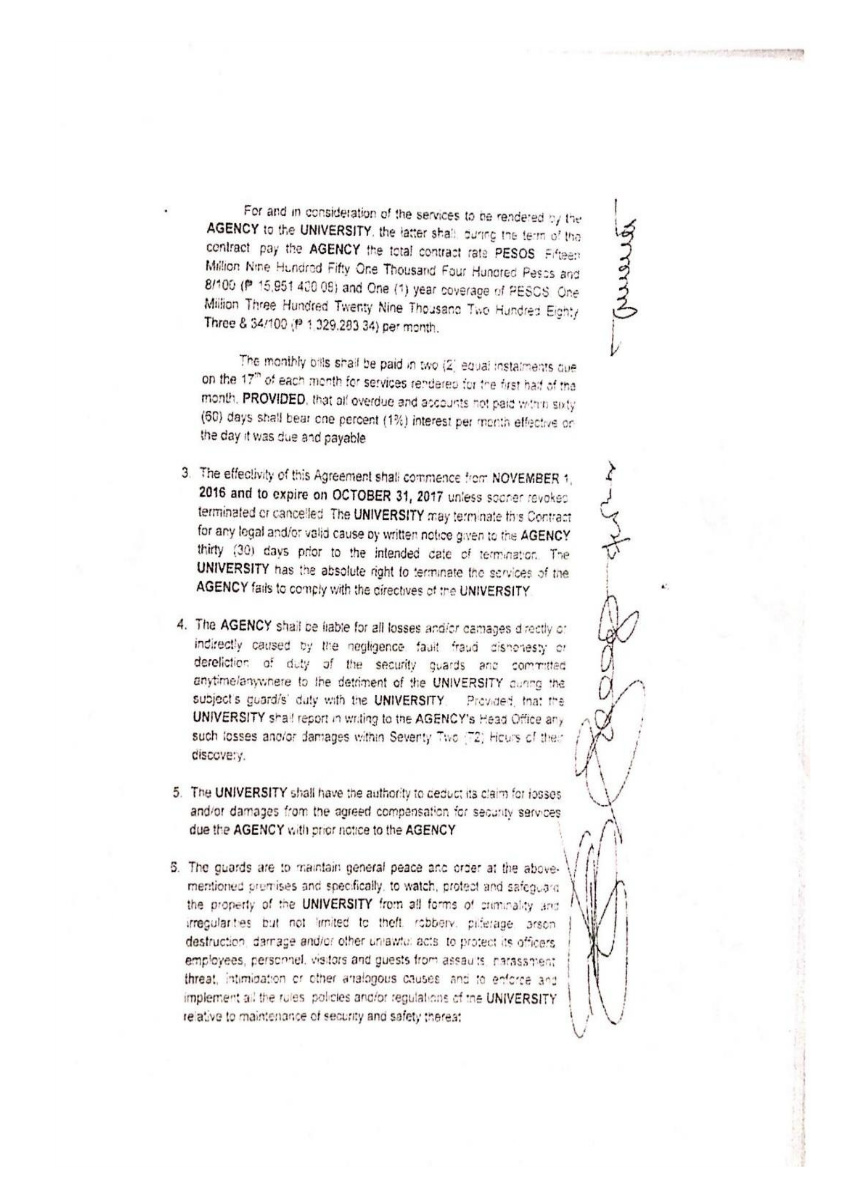 For and in consideration of the services to be rendered by the
AGENCY to the UNIVERSITY, the latter shall, during the term of the
contract pay the AGENCY the total contract rate PESOS Fifteen
Million Nine Hundred Fifty One Thousand Four Hundred Pesos and
8/100 (₱ 15,951,400.08) and One (1) year coverage of PESOS One
Million Three Hundred Twenty Nine Thousand Two Hundred Eighty
Three & 34/100 (₱ 1,329,283.34) per month.
The monthly bills shall be paid in two (2) equal instalments due
on the 17th of each month for services rendered for the first half of the
month, PROVIDED, that all overdue and accounts not paid within sixty
(60) days shall bear one percent (1%) interest per month effective on
the day it was due and payable
3. The effectivity of this Agreement shall commence from NOVEMBER 1,
2016 and to expire on OCTOBER 31, 2017 unless sooner revoked
terminated or cancelled. The UNIVERSITY may terminate this Contract
for any legal and/or valid cause by written notice given to the AGENCY
thirty (30) days prior to the intended date of termination. The
UNIVERSITY has the absolute right to terminate the services of the
AGENCY fails to comply with the directives of the UNIVERSITY
4. The AGENCY shall be liable for all losses and/or damages directly or
indirectly caused by the negligence fault fraud dishonesty or
dereliction of duty of the security guards and committed
anytime/anywhere to the detriment of the UNIVERSITY during the
subject's guard/s' duty with the UNIVERSITY. Provided, that the
UNIVERSITY shall report in writing to the AGENCY's Head Office any
such losses and/or damages within Seventy Two (72) Hours of their
discovery.
5. The UNIVERSITY shall have the authority to deduct its claim for losses
and/or damages from the agreed compensation for security services
due the AGENCY with prior notice to the AGENCY
6. The guards are to maintain general peace and order at the above-
mentioned premises and specifically, to watch, protect and safeguard
the property of the UNIVERSITY from all forms of criminality and
irregularities but not limited to theft, robbery, pilferage arson
destruction, damage and/or other unlawful acts, to protect its officers
employees, personnel, visitors and guests from assaults, harassment
threat, intimidation or other analogous causes and to enforce and
implement all the rules policies and/or regulations of the UNIVERSITY
relative to maintenance of security and safety thereat